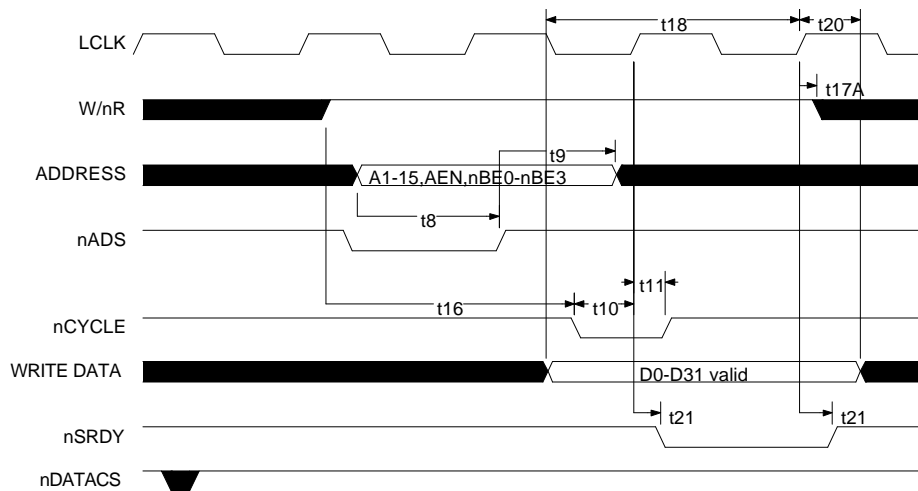 t18
t20
LCLK
t17A
W/nR
t9
ADDRESS
A1-15,AEN,nBE0-nBE3
t8
nADS
t11
t16
t10
nCYCLE
WRITE DATA
D0-D31 valid
t21
t21
nSRDY
nDATACS